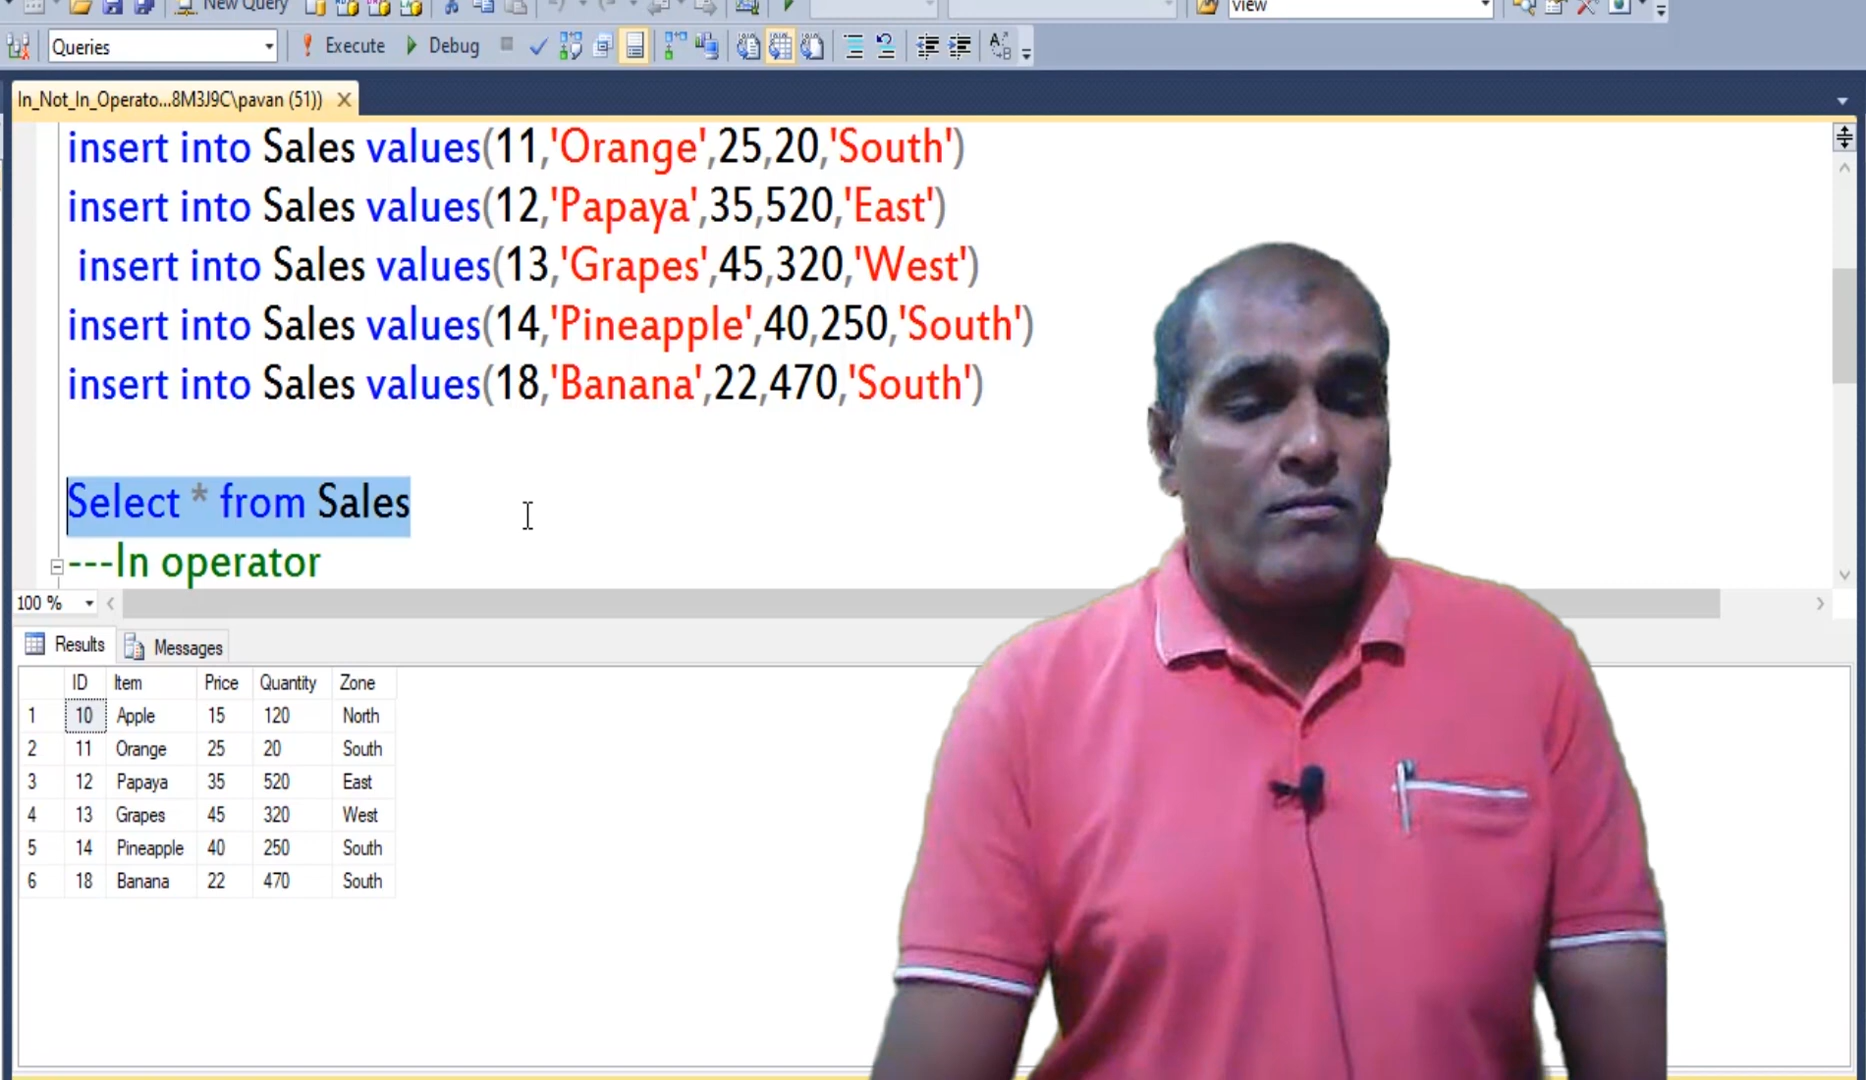 New Query
view
Queries Execute Debug
In_Not_In_Operato...8M3J9C\pavan (51))
insert into Sales values(11,'Orange',25,20,'South')
insert into Sales values(12,'Papaya',35,520,'East')
insert into Sales values(13,'Grapes',45,320,'West')
insert into Sales values(14,'Pineapple',40,250,'South')
insert into Sales values(18,'Banana',22,470,'South')
Select * from Sales
---In operator
100 %
Results Messages
ID Item Price Quantity Zone
1 10 Apple 15 120 North
2 11 Orange 25 20 South
3 12 Papaya 35 520 East
4 13 Grapes 45 320 West
5 14 Pineapple 40 250 South
6 18 Banana 22 470 South